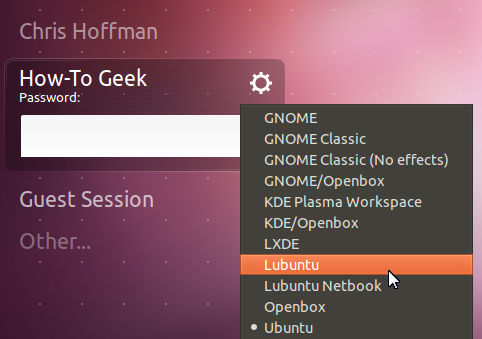 Chris Hoffman
How-To Geek
Password:
GNOME
GNOME Classic
GNOME Classic (No effects)
GNOME/Openbox
KDE Plasma Workspace
KDE/Openbox
LXDE
Lubuntu
Lubuntu Netbook
Openbox
Ubuntu
Guest Session
Other...